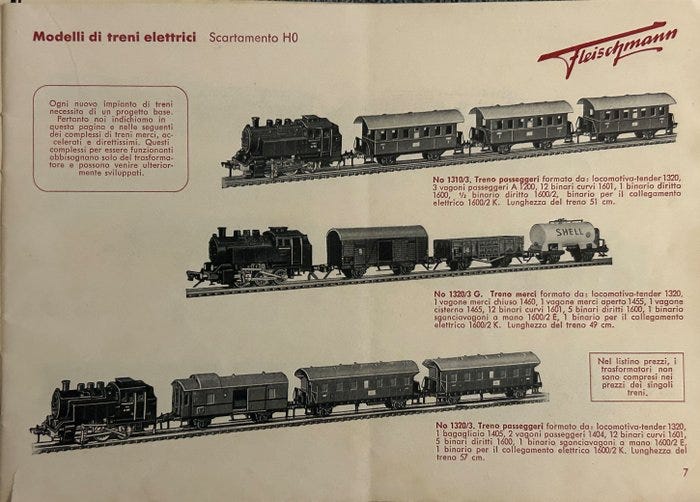 Modelli di treni elettrici Scartamento H0
Fleischmann
Ogni nuovo impianto di treni
necessita di un progetto base.
Pertanto noi indichiamo in
questa pagina e nelle seguenti
dei complessi di treni merci, ac-
celerati e direttissimi. Questi
complessi per essere funzionanti
abbisognano solo del trasforma-
tore e possono venire ulterior-
mente sviluppati.
No 1310/3, Treno passeggeri formato da: locomotiva-tender 1320,
3 vagoni passeggeri A 1200, 12 binari curvi 1601, 1 binario diritto
1600, ½ binario diritto 1600/2, binario per il collegamento
elettrico 1600/2 K. Lunghezza del treno 51 cm.
SHELL
No 1320/3 G. Treno merci formato da: locomotiva-tender 1320,
1 vagone merci chiuso 1460, 1 vagone merci aperto 1455, 1 vagone
cisterna 1465, 12 binari curvi 1601, 5 binari diritti 1600, 1 binario
sganciavagoni a mano 1600/2 E, 1 binario per il collegamento
elettrico 1600/2 K. Lunghezza del treno 49 cm.
Nel listino prezzi, i
trasformatori non
sono compresi nei
prezzi dei singoli
treni.
No 1320/3. Treno passeggeri formato da: locomotiva-tender 1320,
1 bagagliaio 1405, 2 vagoni passeggeri 1404, 12 binari curvi 1601,
5 binari diritti 1600, 1 binario sganciavagoni a mano 1600/2 E,
1 binario per il collegamento elettrico 1600/2 K. Lunghezza del
treno 57 cm.
7